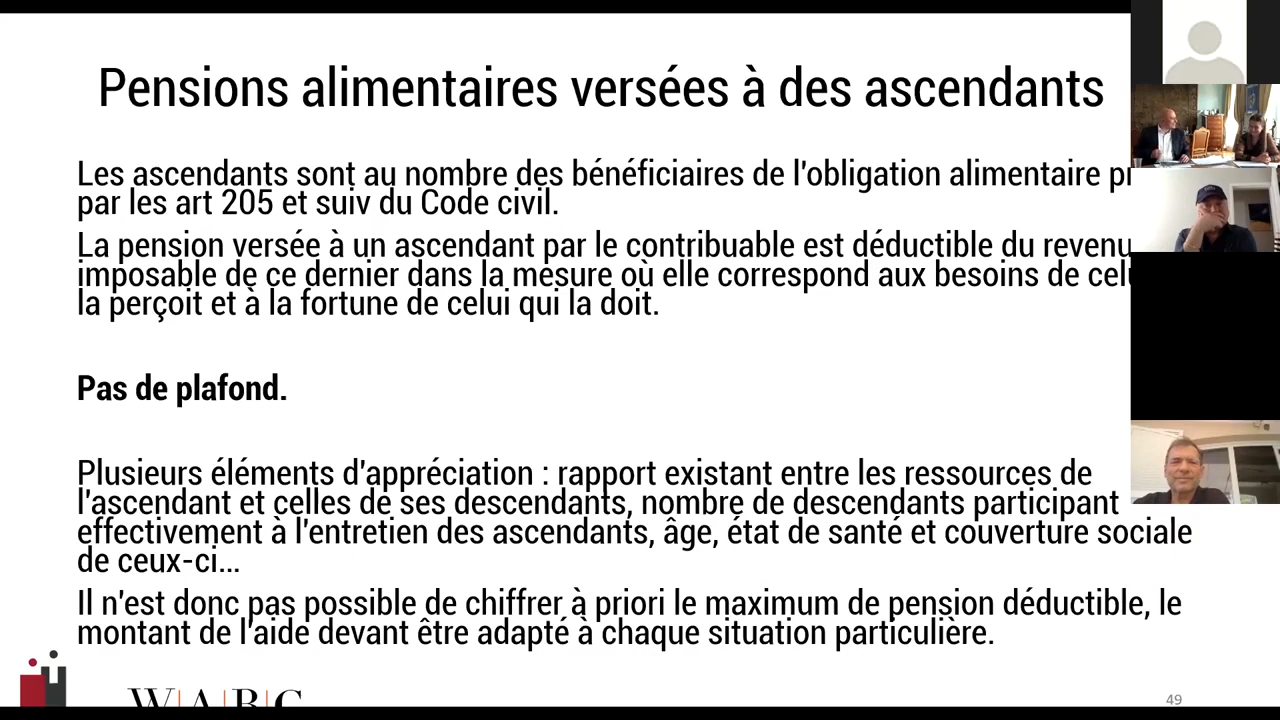 Pensions alimentaires versées à des ascendants
Les ascendants sont au nombre des bénéficiaires de l'obligation alimentaire
par les art 205 et suiv du Code civil.
La pension versée à un ascendant par le contribuable est déductible du revenu
imposable de ce dernier dans la mesure où elle correspond aux besoins de
la perçoit et à la fortune de celui qui la doit.
Pas de plafond.
Plusieurs éléments d'appréciation : rapport existant entre les ressources de
l'ascendant et celles de ses descendants, nombre de descendants participant
effectivement à l'entretien des ascendants, âge, état de santé et couverture sociale
de ceux-ci...
Il n'est donc pas possible de chiffrer à priori le maximum de pension déductible, le
montant de l'aide devant être adapté à chaque situation particulière.
W|A|B|C
49